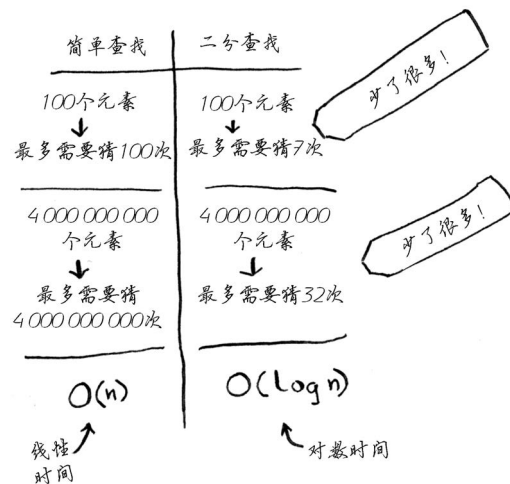 简单查找
二分查找
100个元素
最多需要猜100次
100个元素
最多需要猜7次
少了很多!
4 000 000 000
个元素
最多需要猜
4 000 000 000次
4 000 000 000
个元素
最多需要猜32次
少了很多!
O(n)
O(log n)
线性
时间
对数时间